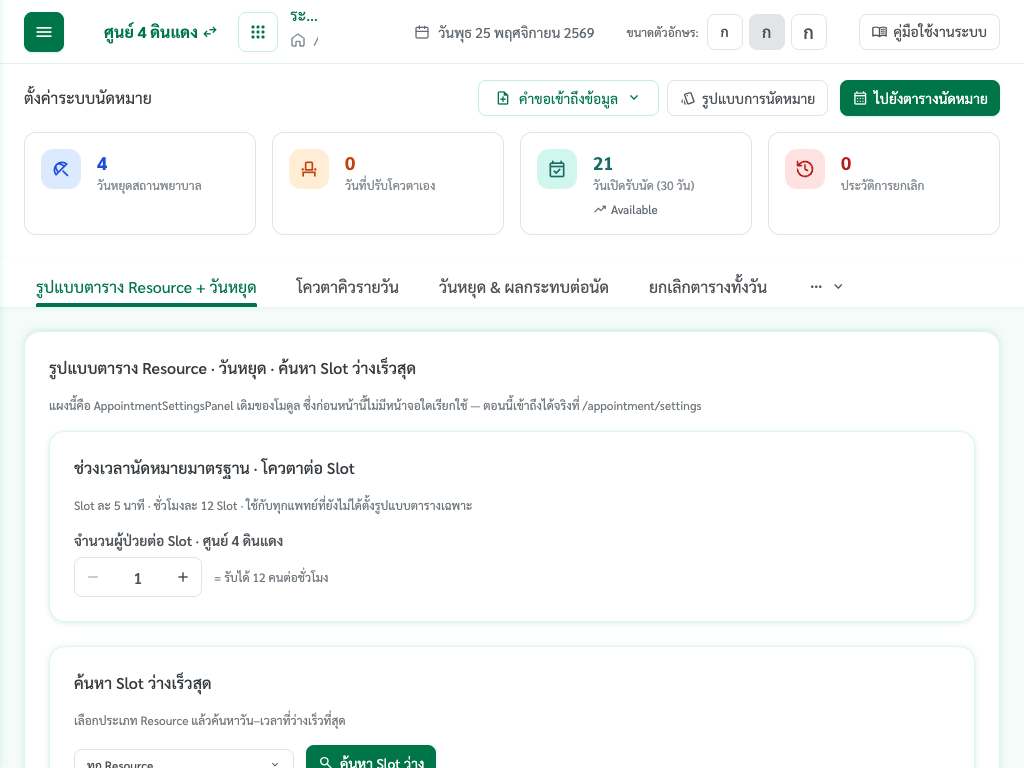 ศูนย์ 4 ดินแดง
ระ...
/
วันพุธ 25 พฤศจิกายน 2569
ขนาดตัวอักษร:
ก
ก
ก
คู่มือใช้งานระบบ
ตั้งค่าระบบนัดหมาย
คำขอเข้าถึงข้อมูล
รูปแบบการนัดหมาย
ไปยังตารางนัดหมาย
4
วันหยุดสถานพยาบาล
0
วันที่ปรับโควตาเอง
21
วันเปิดรับนัด (30 วัน)
Available
0
ประวัติการยกเลิก
รูปแบบตาราง Resource + วันหยุด
โควตาคิวรายวัน
วันหยุด & ผลกระทบต่อนัด
ยกเลิกตารางทั้งวัน
···
รูปแบบตาราง Resource · วันหยุด · ค้นหา Slot ว่างเร็วสุด
แผงนี้คือ AppointmentSettingsPanel เดิมของโมดูล ซึ่งก่อนหน้านี้ไม่มีหน้าจอใดเรียกใช้ — ตอนนี้เข้าถึงได้จริงที่ /appointment/settings
ช่วงเวลานัดหมายมาตรฐาน · โควตาต่อ Slot
Slot ละ 5 นาที · ชั่วโมงละ 12 Slot · ใช้กับทุกแพทย์ที่ยังไม่ได้ตั้งรูปแบบตารางเฉพาะ
จำนวนผู้ป่วยต่อ Slot · ศูนย์ 4 ดินแดง
1
= รับได้ 12 คนต่อชั่วโมง
ค้นหา Slot ว่างเร็วสุด
เลือกประเภท Resource แล้วค้นหาวัน–เวลาที่ว่างเร็วที่สุด
ทุก Resource
ค้นหา Slot ว่าง